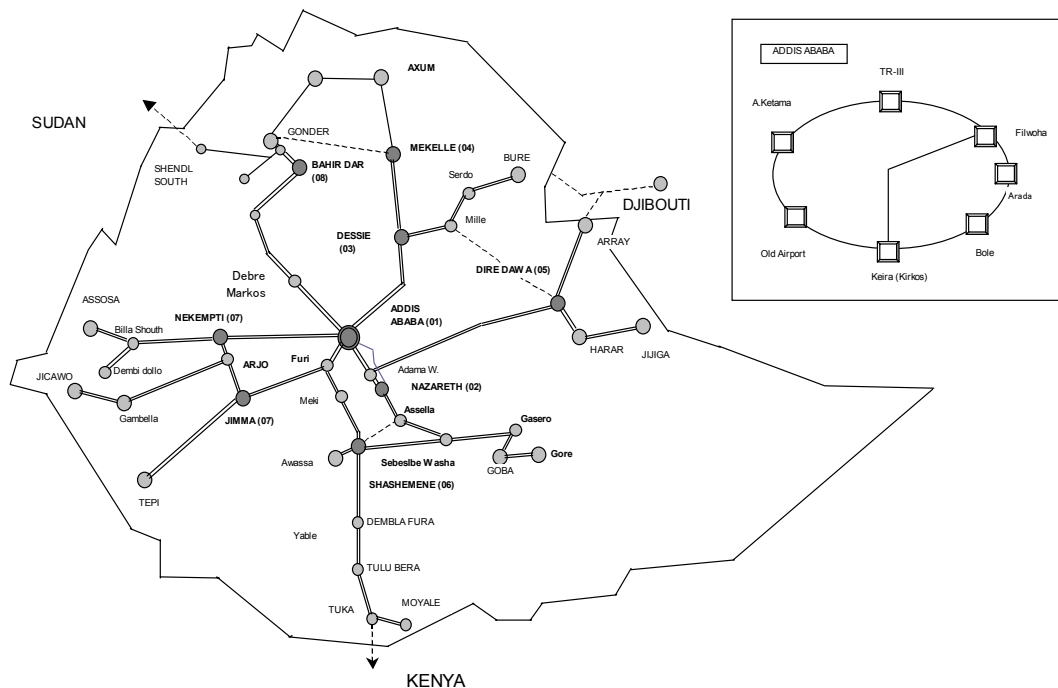 ADDIS ABABA
TR-III
A.Ketama
Filwoha
Arada
Old Airport
Bole
Keira (Kirkos)
AXUM
SUDAN
GONDER
SHENDL
SOUTH
BAHIR DAR
(08)
MEKELLE (04)
BURE
Serdo
Mille
DJIBOUTI
DESSIE
(03)
ARRAY
DIRE DAWA (05)
Debre
Markos
ASSOSA
NEKEMPTI (07)
ADDIS
ABABA (01)
Billa Shouth
Dembi dollo
ARJO
Furi
Adama W.
HARAR
JIJIGA
JICAWO
Gambella
NAZARETH (02)
Meki
JIMMA (07)
Assella
Gasero
Awassa
Sebeslbe Washa
GOBA
Gore
TEPI
SHASHEMENE (06)
DEMBLA FURA
Yable
TULU BERA
TUKA
MOYALE
KENYA